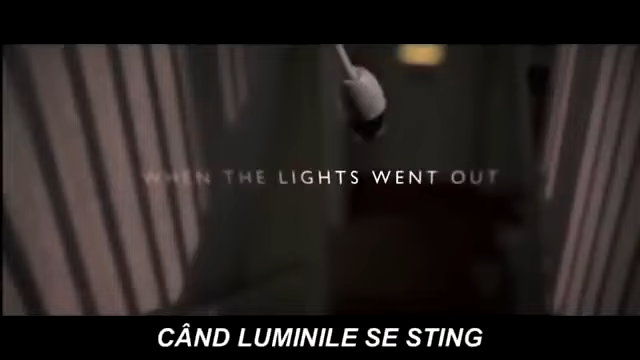 WHEN THE LIGHTS WENT OUT
CÂND LUMINILE SE STING